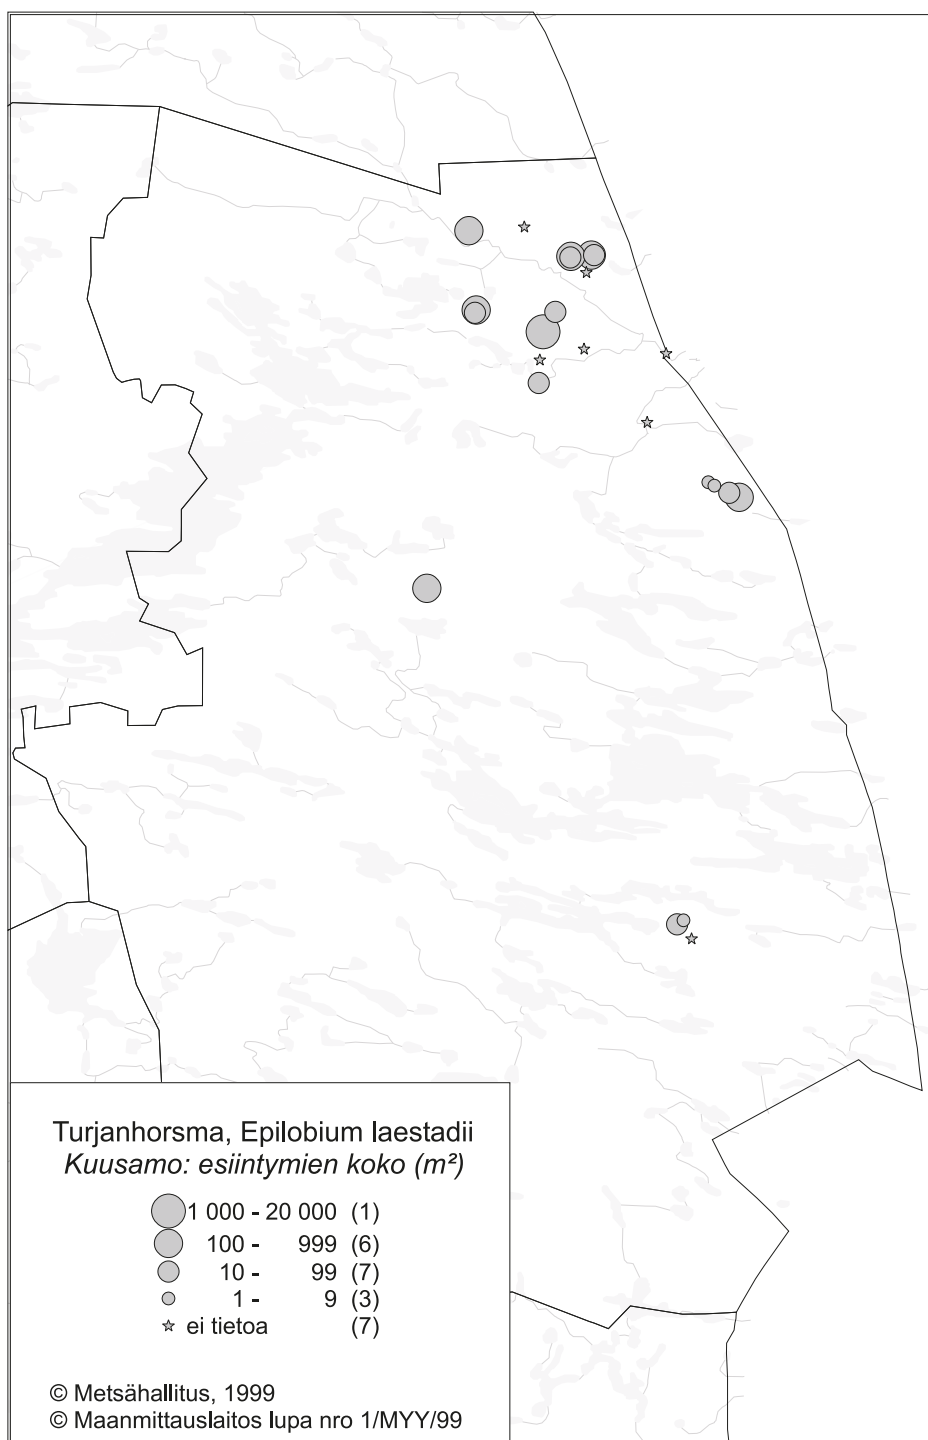 Turjanhorsma, Epilobium laestadii
Kuusamo: esiintymien koko (m²)
1 000 - 20 000 (1)
100 - 999 (6)
10 - 99 (7)
1 - 9 (3)
ei tietoa (7)
© Metsähallitus, 1999
© Maanmittauslaitos lupa nro 1/MYY/99